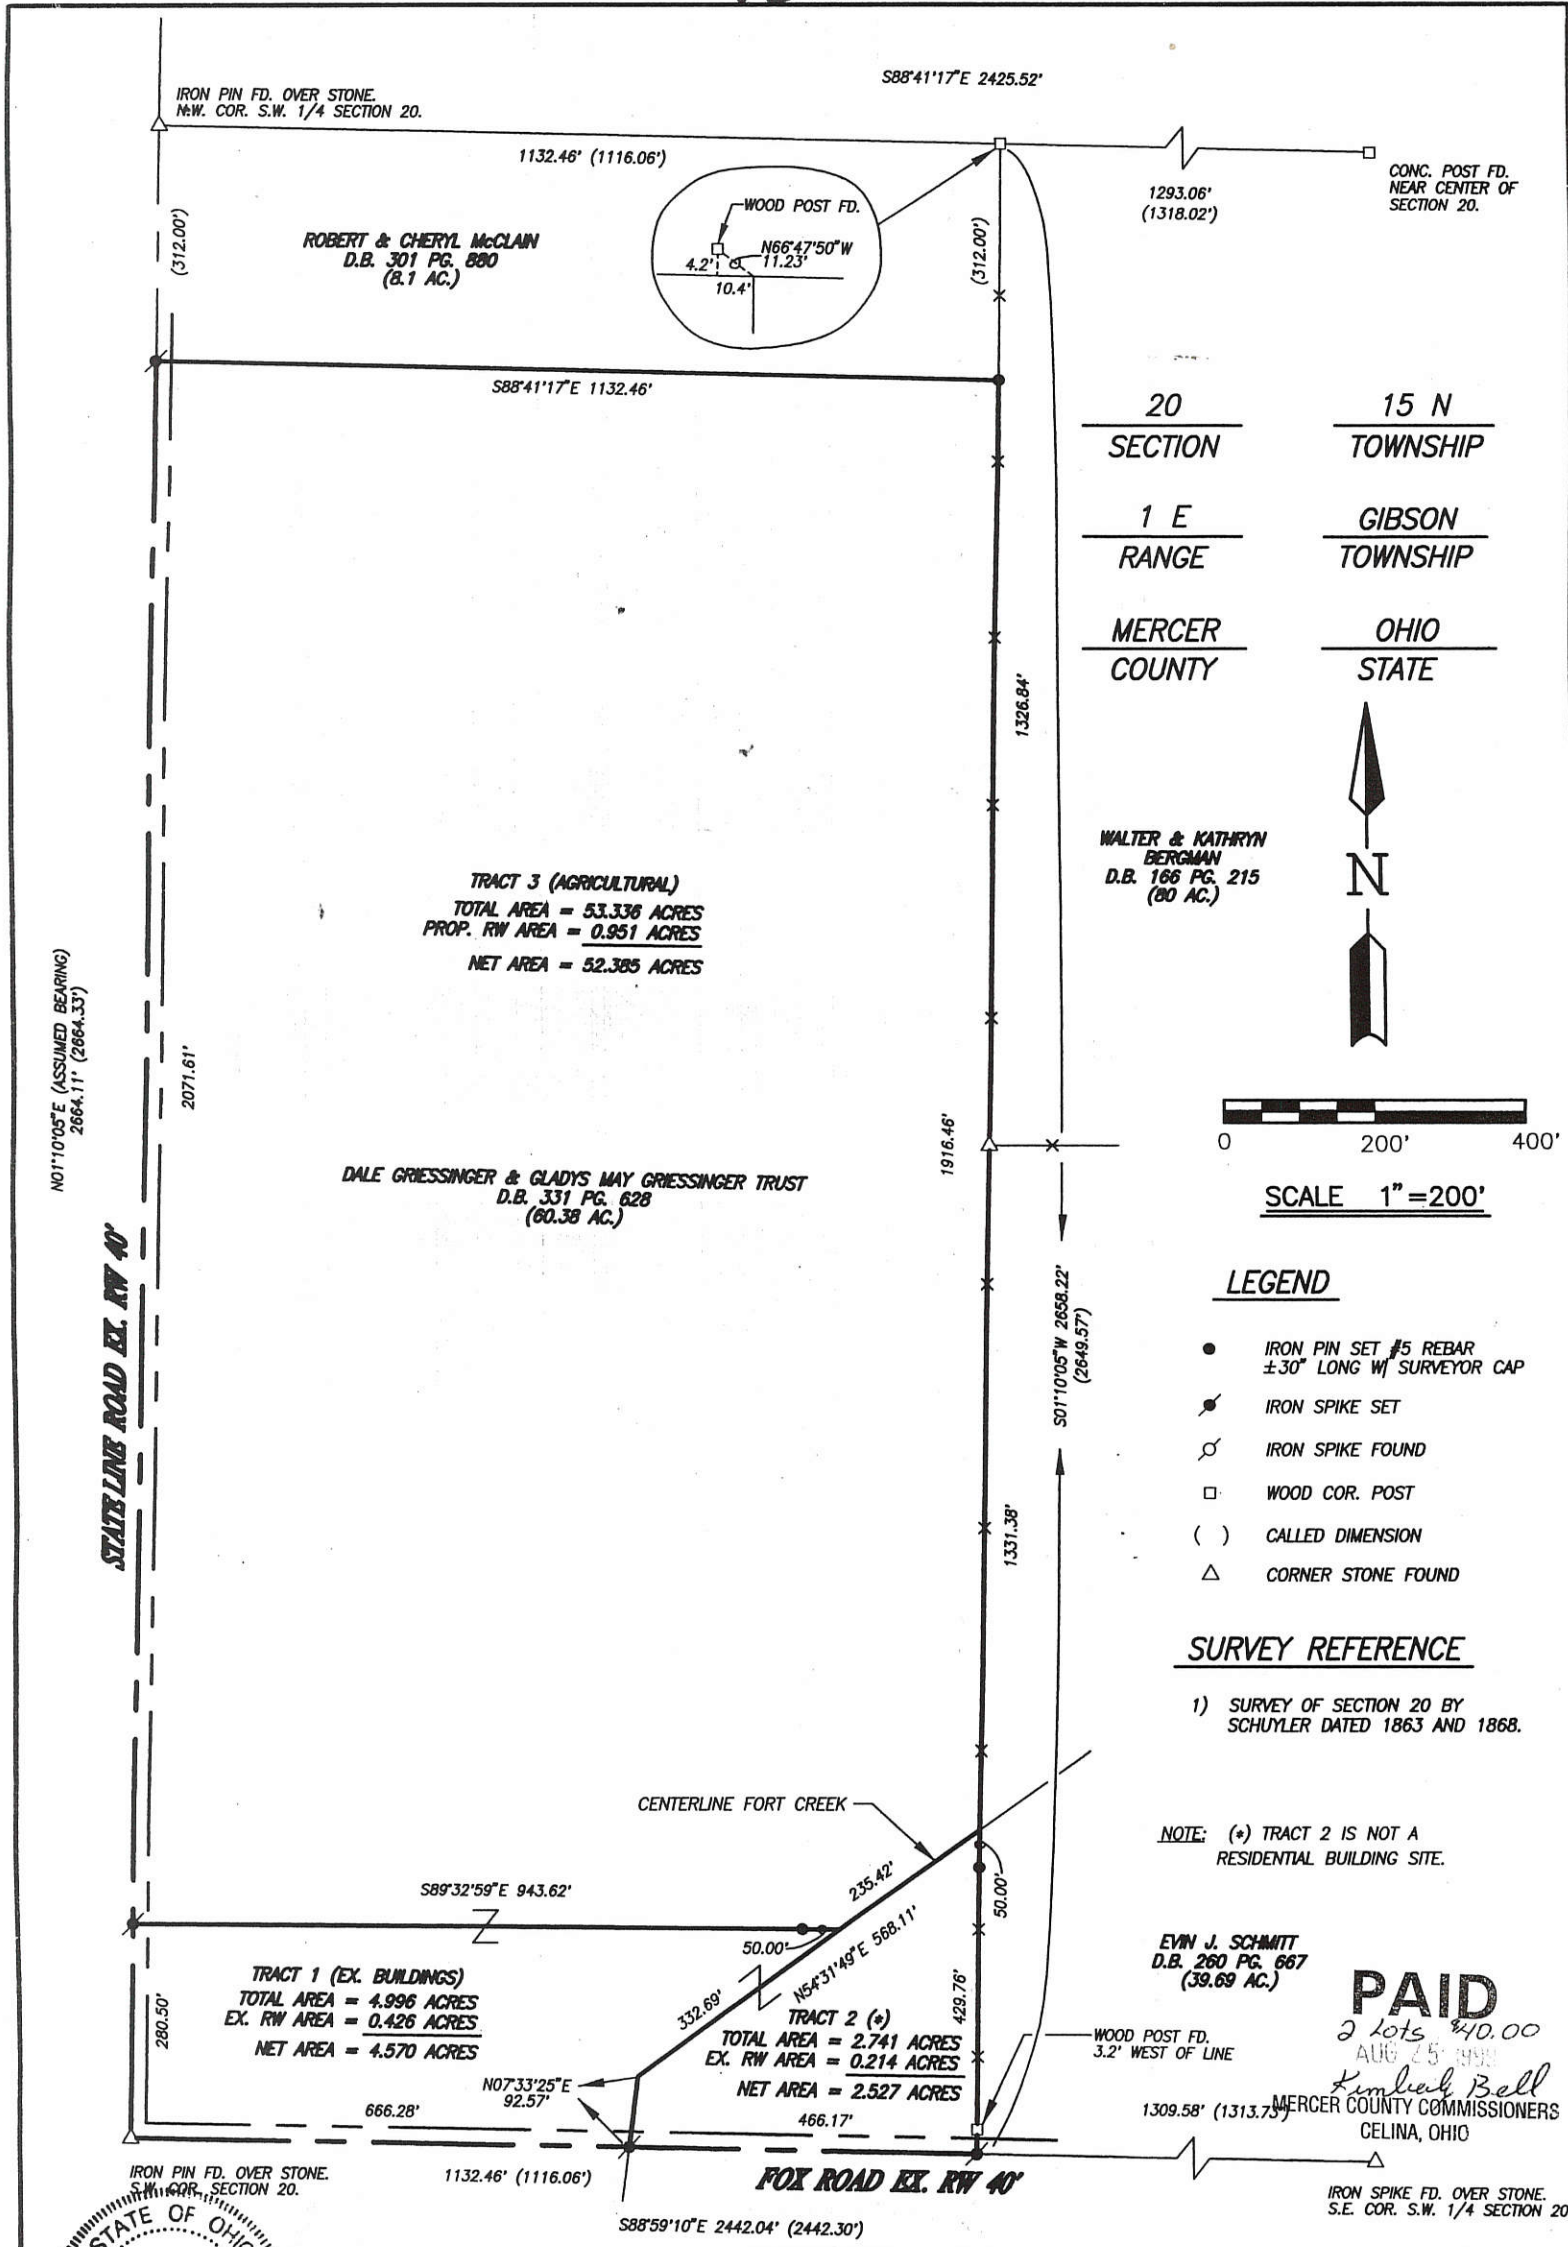 S88°41'17"E 2425.52'
IRON PIN FD. OVER STONE.
N.W. COR. S.W. 1/4 SECTION 20.
1132.46' (1116.06')
CONC. POST FD.
NEAR CENTER OF
SECTION 20.
1293.06'
(1318.02')
WOOD POST FD.
N66°47'50"W
11.23'
4.2'
10.4'
(312.00')
(312.00')
ROBERT & CHERYL McCLAIN
D.B. 301 PG. 880
(8.1 AC.)
S88°41'17"E 1132.46'
20
SECTION
15 N
TOWNSHIP
1 E
RANGE
GIBSON
TOWNSHIP
MERCER
COUNTY
OHIO
STATE
1326.84'
WALTER & KATHRYN
BERGMAN
D.B. 166 PG. 215
(80 AC.)
N
TRACT 3 (AGRICULTURAL)
TOTAL AREA = 53.336 ACRES
PROP. RW AREA = 0.951 ACRES
NET AREA = 52.385 ACRES
N01°10'05"E (ASSUMED BEARING)
2664.11' (2664.33')
2071.61'
1916.46'
0 200' 400'
SCALE 1"=200'
DALE GRIESSINGER & GLADYS MAY GRIESSINGER TRUST
D.B. 331 PG. 628
(60.38 AC.)
STATE LINE ROAD EX. RW 40'
S01°10'05"W 2658.22'
(2649.57')
1331.38'
LEGEND
IRON PIN SET #5 REBAR
±30" LONG W/ SURVEYOR CAP
IRON SPIKE SET
IRON SPIKE FOUND
WOOD COR. POST
( ) CALLED DIMENSION
CORNER STONE FOUND
SURVEY REFERENCE
1) SURVEY OF SECTION 20 BY
SCHUYLER DATED 1863 AND 1868.
CENTERLINE FORT CREEK
NOTE: (*) TRACT 2 IS NOT A
RESIDENTIAL BUILDING SITE.
S89°32'59"E 943.62'
235.42'
50.00'
50.00'
N54°31'49"E 568.11'
332.69'
429.76'
EVIN J. SCHMITT
D.B. 260 PG. 667
(39.69 AC.)
TRACT 1 (EX. BUILDINGS)
TOTAL AREA = 4.996 ACRES
EX. RW AREA = 0.426 ACRES
NET AREA = 4.570 ACRES
280.50'
TRACT 2 (*)
TOTAL AREA = 2.741 ACRES
EX. RW AREA = 0.214 ACRES
NET AREA = 2.527 ACRES
WOOD POST FD.
3.2' WEST OF LINE
PAID
2 Lots $40.00
AUG 25
Kimberly Bell
MERCER COUNTY COMMISSIONERS
CELINA, OHIO
N07°33'25"E
92.57'
666.28'
466.17'
1309.58' (1313.73')
IRON PIN FD. OVER STONE.
S.W. COR. SECTION 20.
1132.46' (1116.06')
FOX ROAD EX. RW 40'
IRON SPIKE FD. OVER STONE.
S.E. COR. S.W. 1/4 SECTION 20
S88°59'10"E 2442.04' (2442.30')
STATE OF OHIO